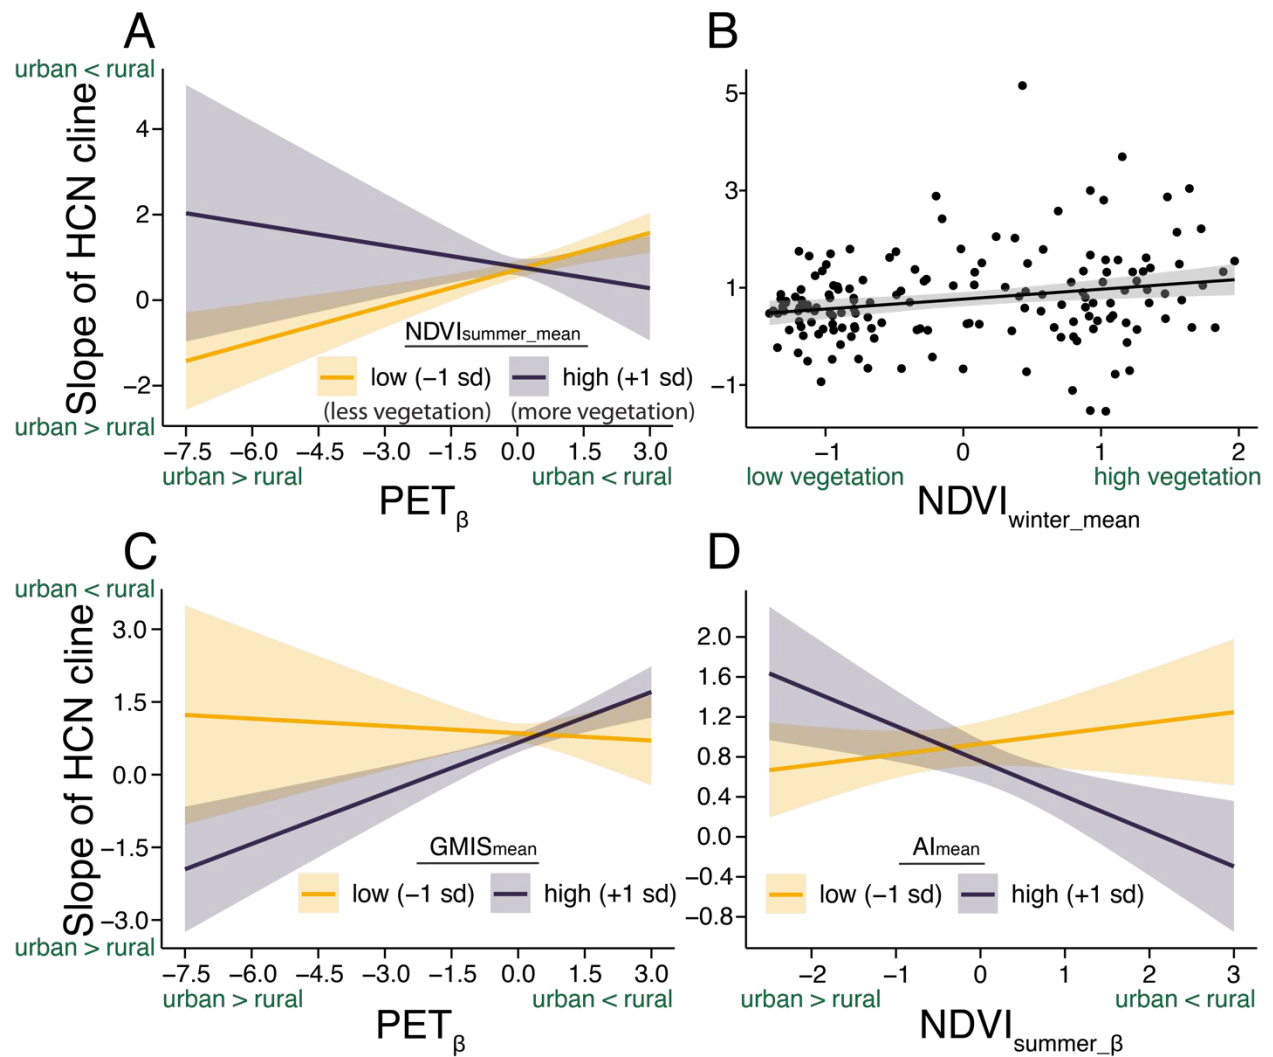 A
urban < rural
Slope of HCN cline
4
2
0
−2
urban > rural
NDVIsummer_mean
low (−1 sd)
high (+1 sd)
(less vegetation)
(more vegetation)
−7.5 −6.0 −4.5 −3.0 −1.5 0.0 1.5 3.0
urban > rural
urban < rural
PETβ
B
5
3
1
−1
−1 0 1 2
low vegetation
high vegetation
NDVIwinter_mean
C
urban < rural
Slope of HCN cline
3.0
1.5
0.0
−1.5
−3.0
urban > rural
GMISmean
low (−1 sd)
high (+1 sd)
−7.5 −6.0 −4.5 −3.0 −1.5 0.0 1.5 3.0
urban > rural
urban < rural
PETβ
D
2.0
1.6
1.2
0.8
0.4
0.0
−0.4
−0.8
AImean
low (−1 sd)
high (+1 sd)
−2 −1 0 1 2 3
urban > rural
urban < rural
NDVIsummer_β